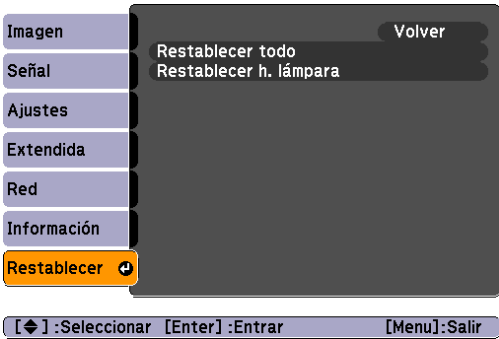 Imagen
Señal
Ajustes
Extendida
Red
Información
Restablecer
Volver
Restablecer todo
Restablecer h. lámpara
[ ] :Seleccionar [Enter] :Entrar [Menu]:Salir